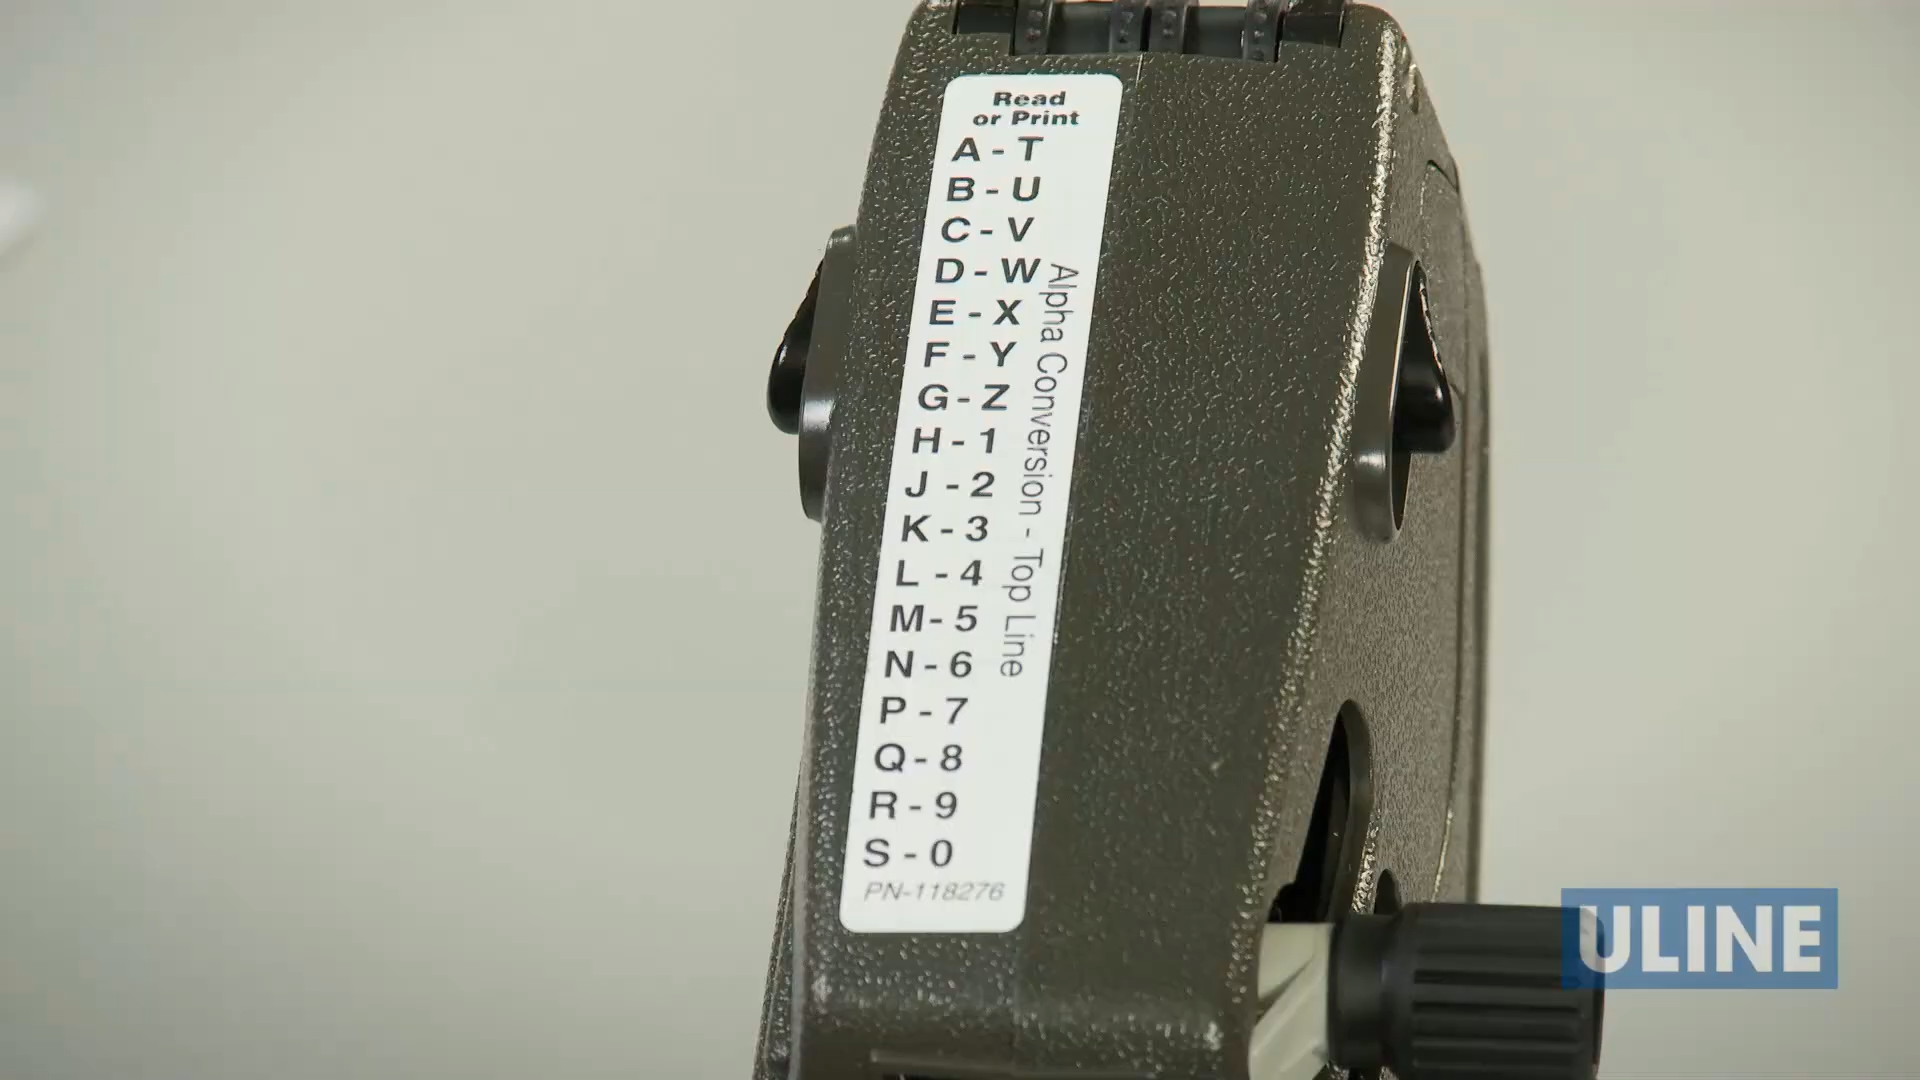 Read
or Print
A - T
B - U
C - V
D - W
E - X
F - Y
G - Z
H - 1
J - 2
K - 3
L - 4
M - 5
N - 6
P - 7
Q - 8
R - 9
S - 0
PN-118276
Alpha Conversion - Top Line
ULINE